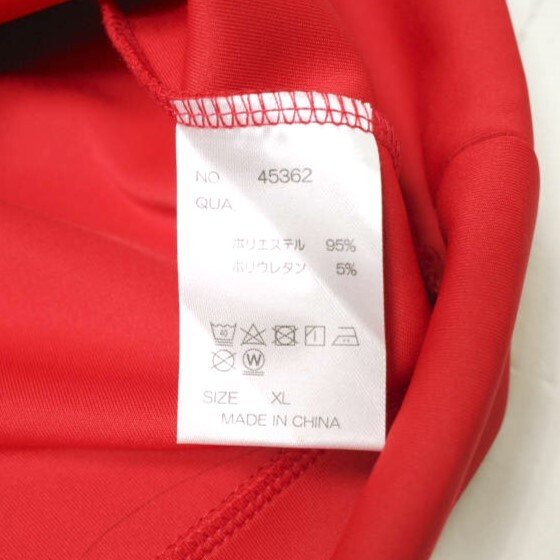 NO 45362
QUA
ポリエステル 95%
ポリウレタン 5%
40
W
SIZE XL
MADE IN CHINA